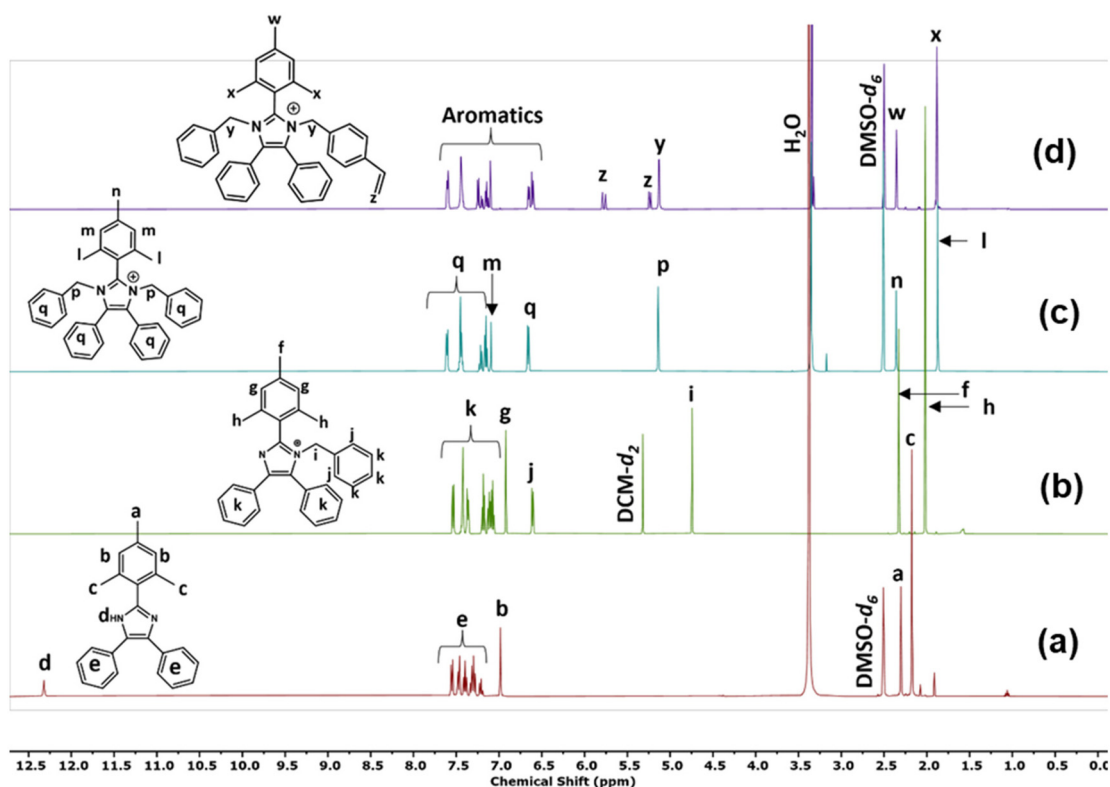 w
x x
⊕
y N N y
z
Aromatics
z z y
H₂O
DMSO-d₆
w
x
(d)
n
m m
l l
⊕
p N N p
q q
q q
q m q
p
n
l
(c)
f
g g
h h
N N ⊕
i j k
j k
k
k k
k g j
DCM-d₂
i
f
h
(b)
a
b b
c c
d HN N
e e
d
e
b
DMSO-d₆
a
c
(a)
12.5 12.0 11.5 11.0 10.5 10.0 9.5 9.0 8.5 8.0 7.5 7.0 6.5 6.0 5.5 5.0 4.5 4.0 3.5 3.0 2.5 2.0 1.5 1.0 0.5 0.0
Chemical Shift (ppm)